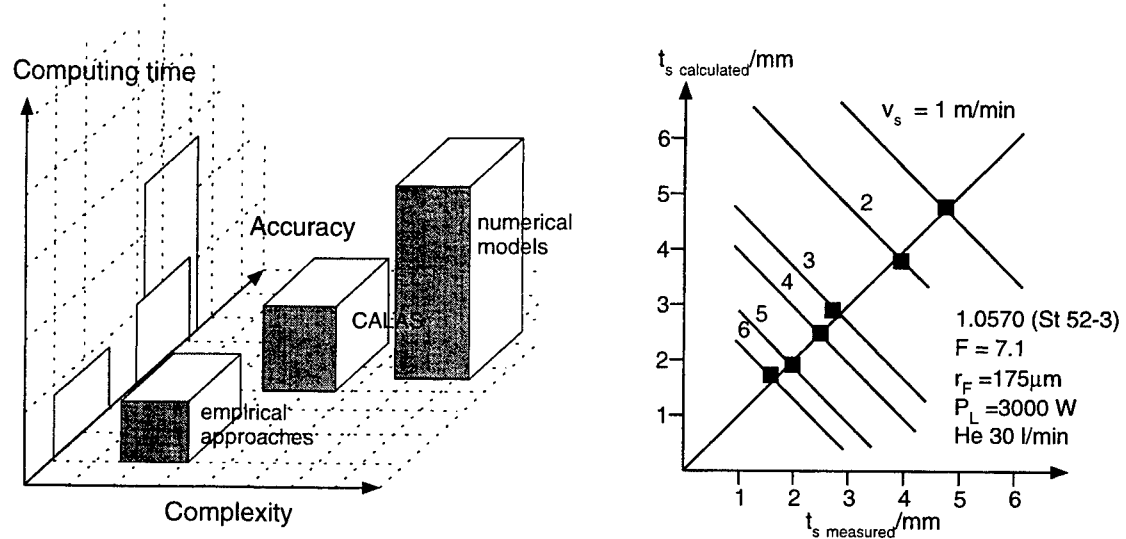 Computing time
Accuracy
numerical
models
CALAS
empirical
approaches
Complexity
t_s calculated/mm
v_s = 1 m/min
6
5
4
3
2
1
2
3
4
5
6
1.0570 (St 52-3)
F = 7.1
r_F =175µm
P_L =3000 W
He 30 l/min
1 2 3 4 5 6
t_s measured/mm